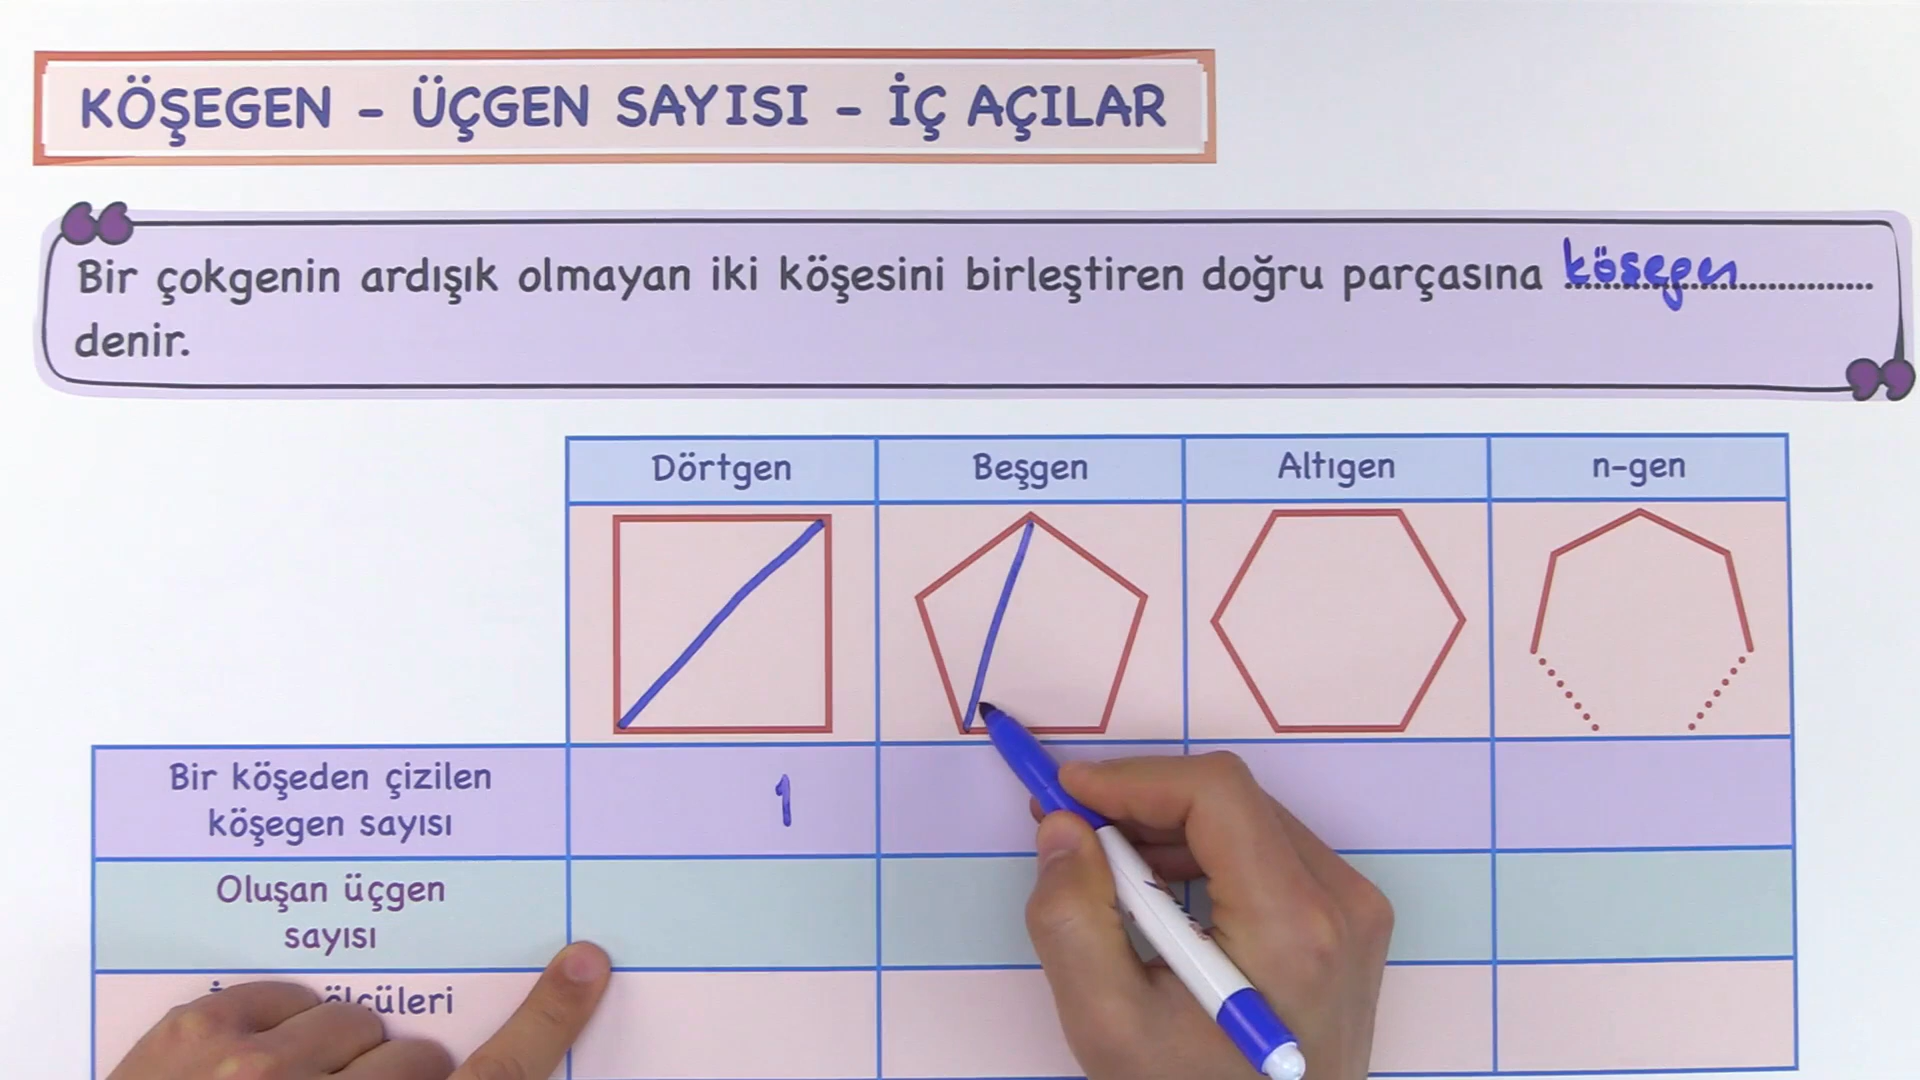 KÖŞEGEN - ÜÇGEN SAYISI - İÇ AÇILAR
Bir çokgenin ardışık olmayan iki köşesini birleştiren doğru parçasına köşegen
denir.
Dörtgen Beşgen Altıgen n-gen
Bir köşeden çizilen
köşegen sayısı
1
Oluşan üçgen
sayısı